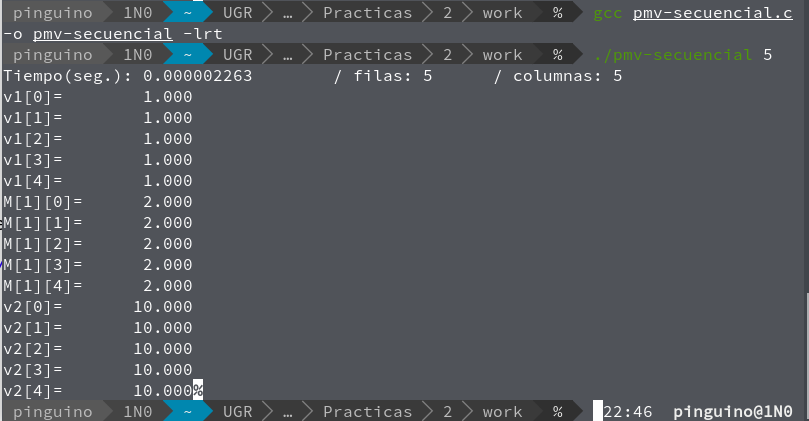 pinguino 1N0 ~ UGR … Practicas 2 work % gcc pmv-secuencial.c
-o pmv-secuencial -lrt
pinguino 1N0 ~ UGR … Practicas 2 work % ./pmv-secuencial 5
Tiempo(seg.): 0.000002263 / filas: 5 / columnas: 5
v1[0]= 1.000
v1[1]= 1.000
v1[2]= 1.000
v1[3]= 1.000
v1[4]= 1.000
M[1][0]= 2.000
M[1][1]= 2.000
M[1][2]= 2.000
M[1][3]= 2.000
M[1][4]= 2.000
v2[0]= 10.000
v2[1]= 10.000
v2[2]= 10.000
v2[3]= 10.000
v2[4]= 10.000%
pinguino 1N0 ~ UGR … Practicas 2 work % 22:46 pinguino@1N0